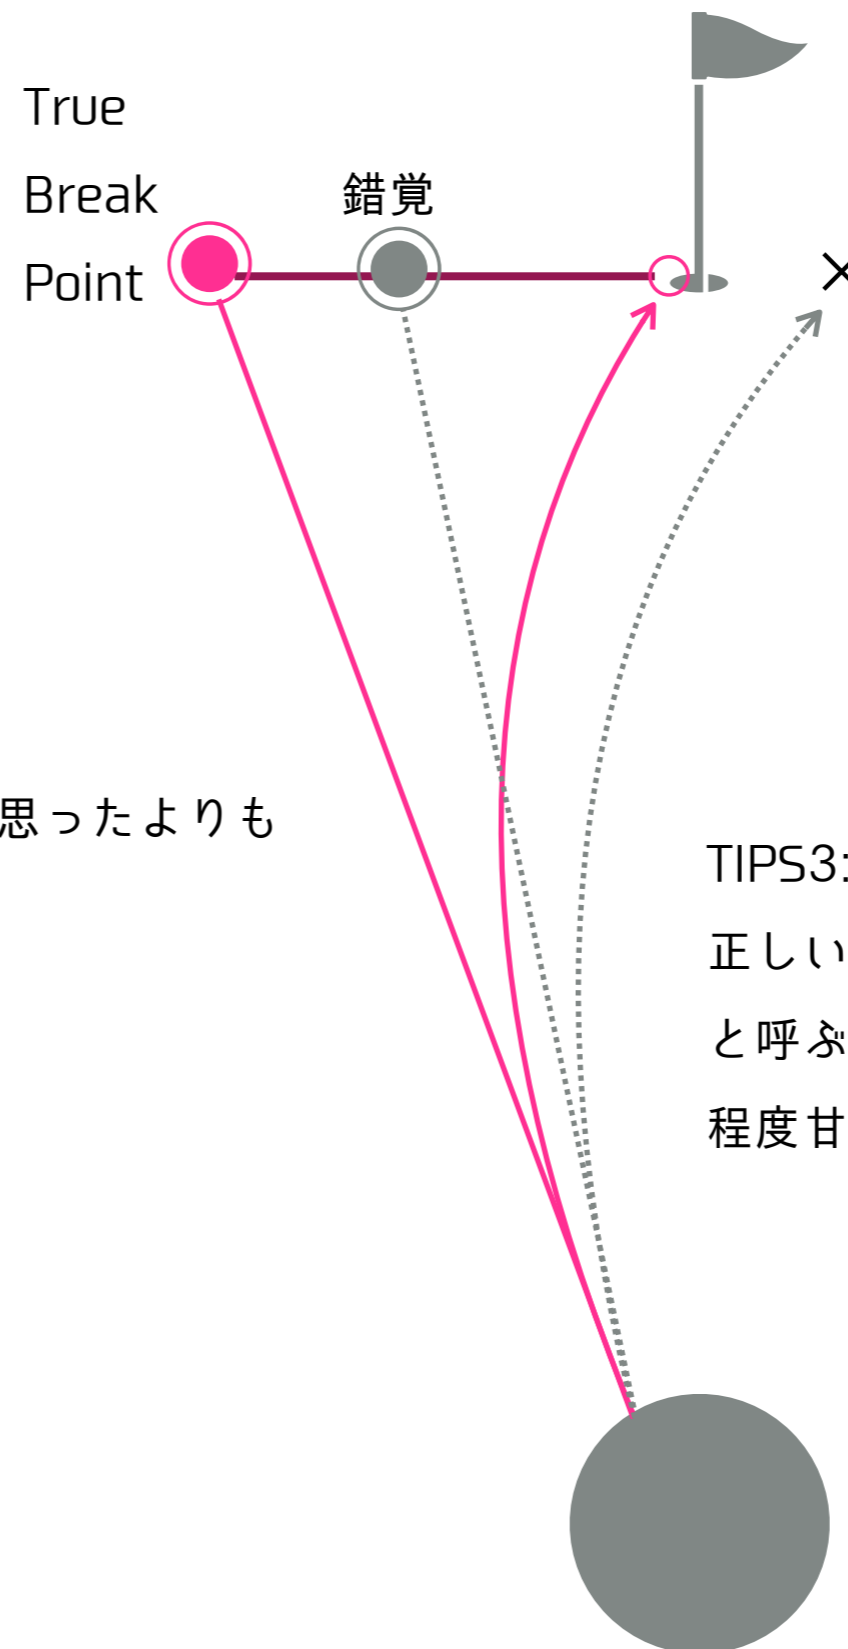 True
Break
Point
錯覚
思ったよりも
TIPS3:
正しい
と呼ぶ
程度甘